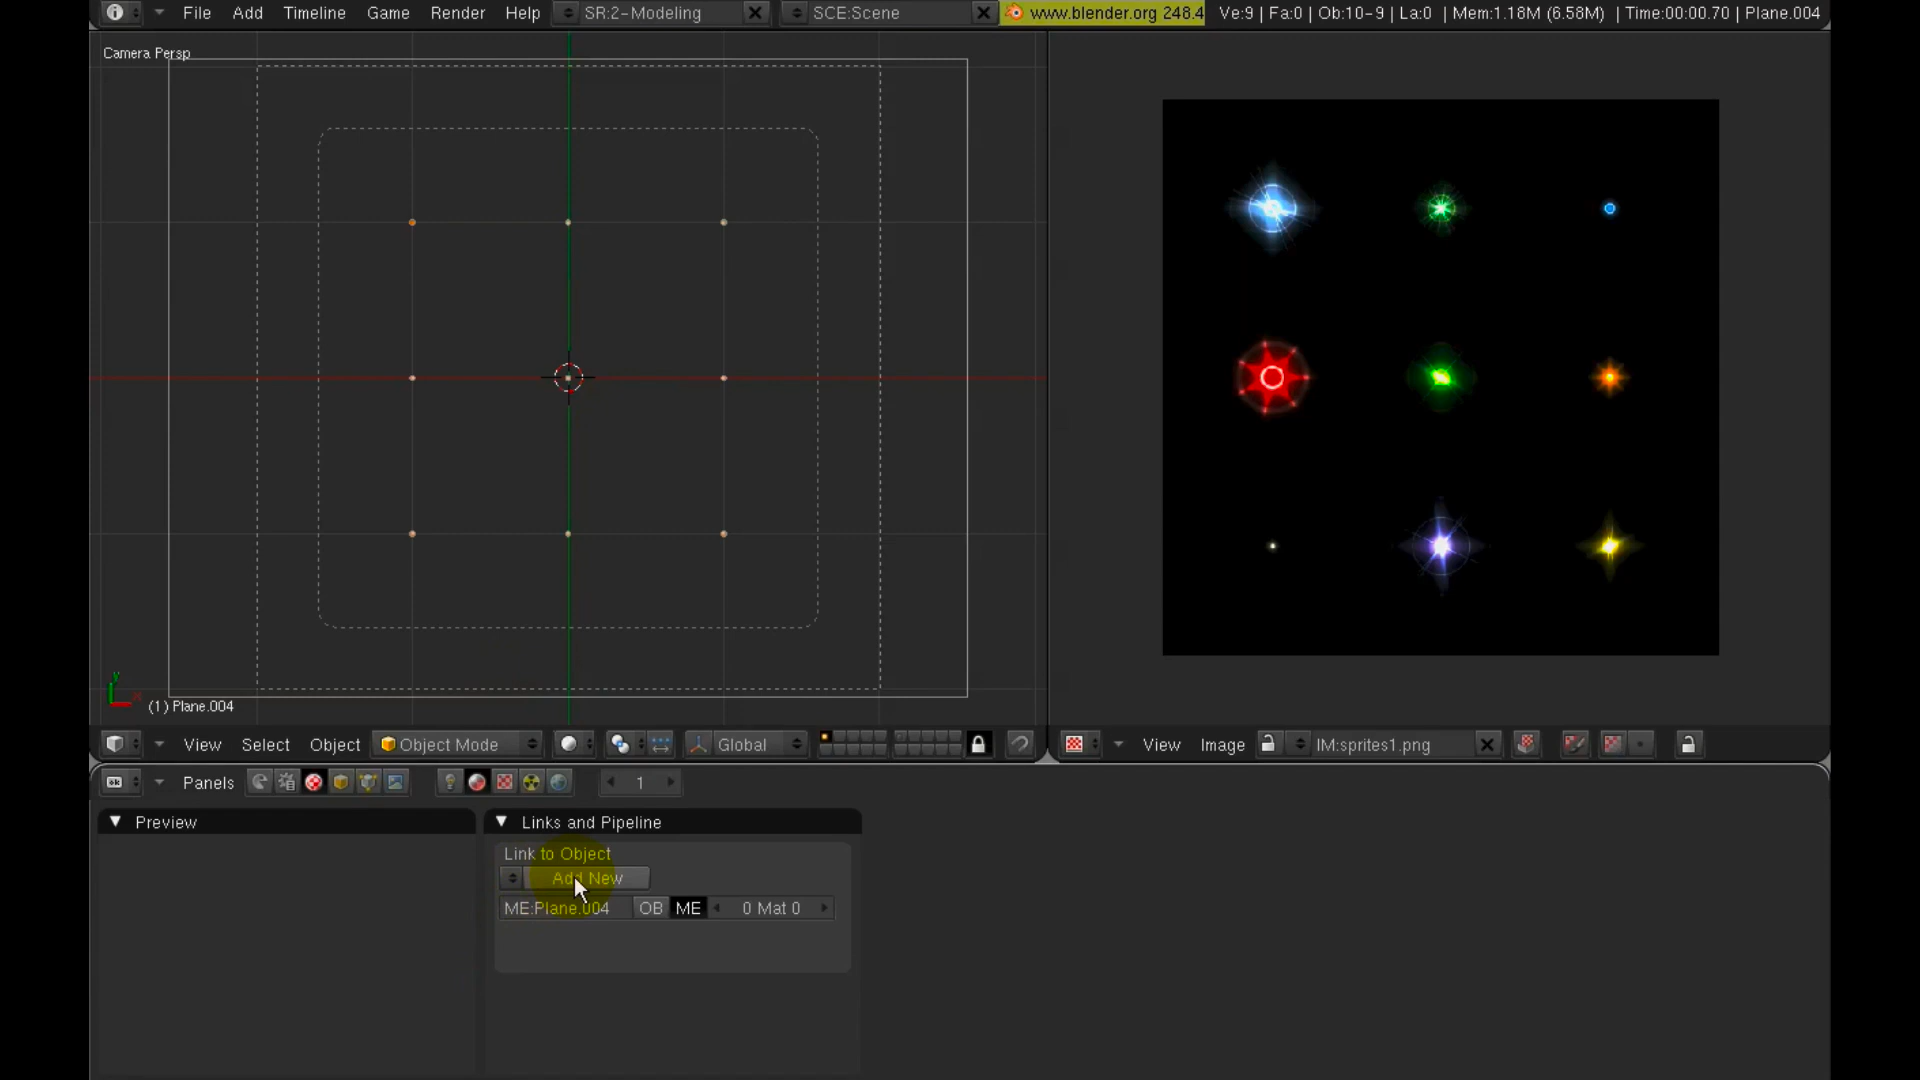 File Add Timeline Game Render Help SR:2-Modeling SCE:Scene www.blender.org 248.4 Ve:9 | Fa:0 | Ob:10-9 | La:0 | Mem:1.18M (6.58M) | Time:00:00.70 | Plane.004
Camera Persp
y
(1) Plane.004
View Select Object Object Mode Global
View Image IM:sprites1.png
Panels 1
Preview
Links and Pipeline
Link to Object
Add New
ME:Plane.004 OB ME 0 Mat 0